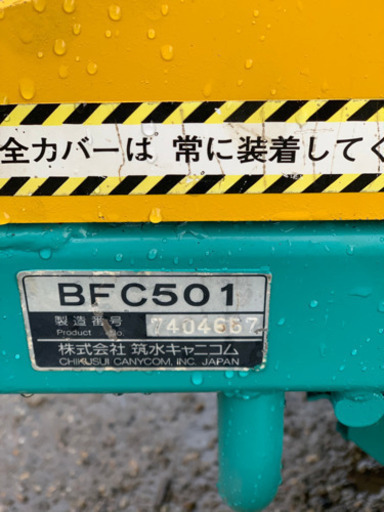 全カバーは 常に装着してく
BFC501
製造番号 7404667
Product No.
株式会社 筑水キャニコム
CHIKUSUI CANYCOM, INC. JAPAN